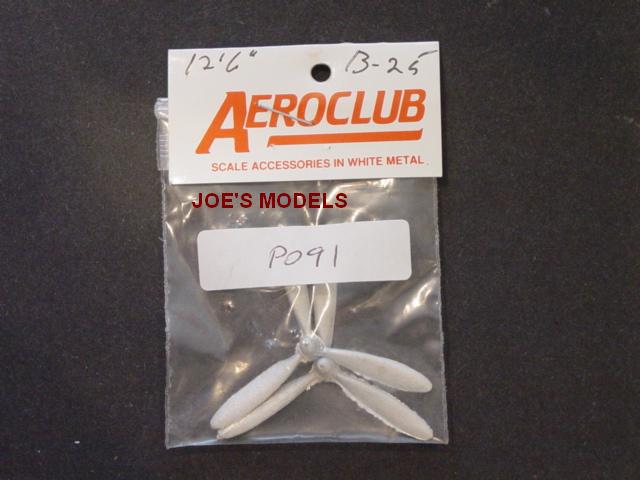 12'6" B-25
AEROCLUB
SCALE ACCESSORIES IN WHITE METAL.
JOE'S MODELS
P091